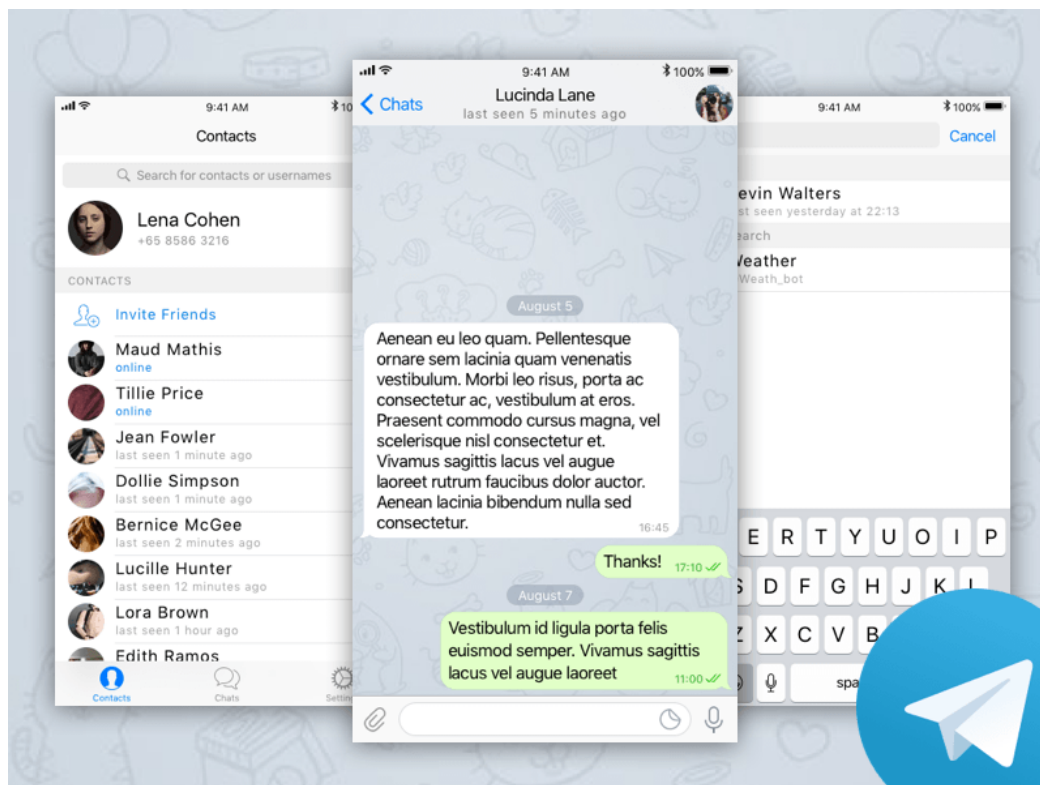 9:41 AM
Contacts
Search for contacts or usernames
Lena Cohen
+65 8586 3216
CONTACTS
Invite Friends
Maud Mathis
online
Tillie Price
online
Jean Fowler
last seen 1 minute ago
Dollie Simpson
last seen 1 minute ago
Bernice McGee
last seen 2 minutes ago
Lucille Hunter
last seen 12 minutes ago
Lora Brown
last seen 1 hour ago
Edith Ramos
Contacts
Chats
9:41 AM
100%
Chats
Lucinda Lane
last seen 5 minutes ago
August 5
Aenean eu leo quam. Pellentesque
ornare sem lacinia quam venenatis
vestibulum. Morbi leo risus, porta ac
consectetur ac, vestibulum at eros.
Praesent commodo cursus magna, vel
scelerisque nisl consectetur et.
Vivamus sagittis lacus vel augue
laoreet rutrum faucibus dolor auctor.
Aenean lacinia bibendum nulla sed
consectetur.
16:45
Thanks!
17:10
August 7
Vestibulum id ligula porta felis
euismod semper. Vivamus sagittis
lacus vel augue laoreet
11:00
9:41 AM
100%
Cancel
Walters
seen yesterday at 22:13
E R T Y U O I P
D F G H J K L
X C V B